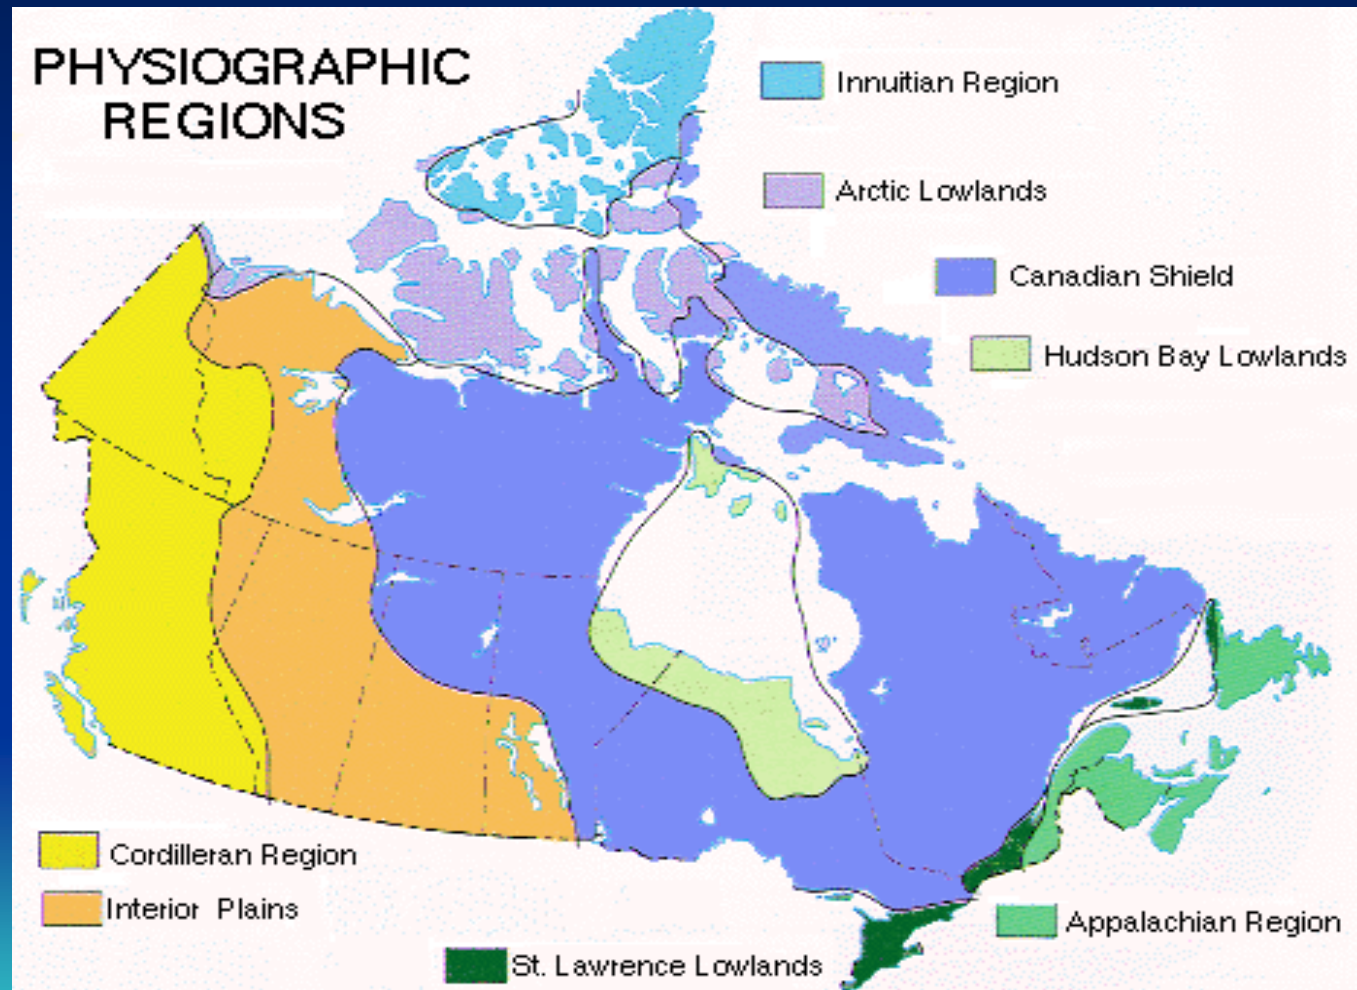 PHYSIOGRAPHIC
REGIONS
Innuitian Region
Arctic Lowlands
Canadian Shield
Hudson Bay Lowlands
Cordilleran Region
Interior Plains
Appalachian Region
St. Lawrence Lowlands